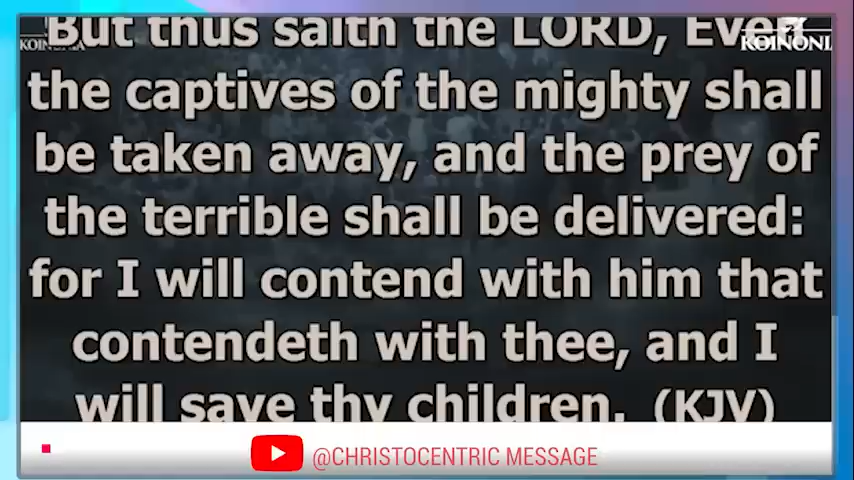 But thus saith the LORD, Even
KOINONIA
KOINONI
the captives of the mighty shall
be taken away, and the prey of
the terrible shall be delivered:
for I will contend with him that
contendeth with thee, and I
will save thy children. (KJV)
@CHRISTOCENTRIC MESSAGE